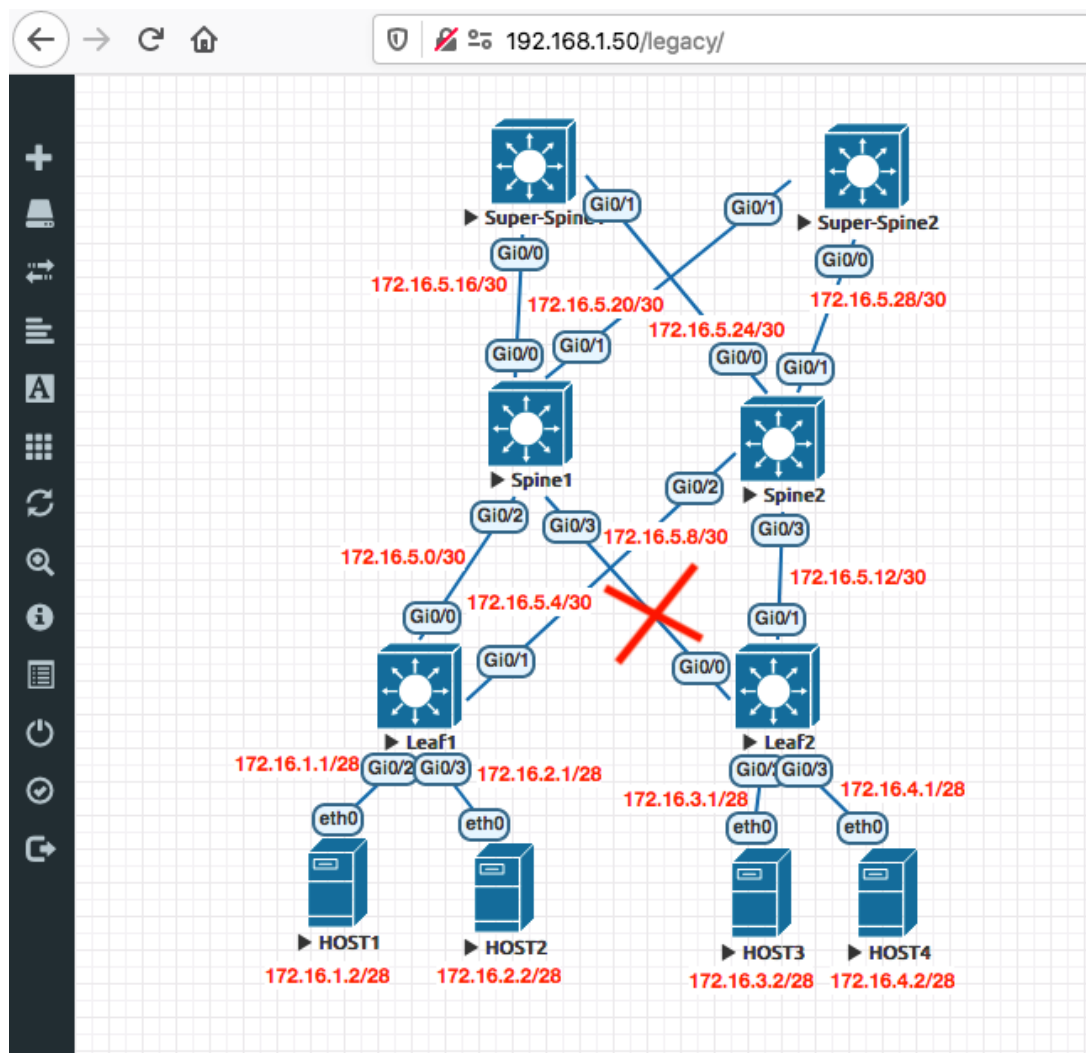 192.168.1.50/legacy/
Super-Spine1
Gi0/1
Gi0/1
Super-Spine2
Gi0/0
Gi0/0
172.16.5.16/30
172.16.5.20/30
172.16.5.28/30
172.16.5.24/30
Gi0/0
Gi0/1
Gi0/0
Gi0/1
Spine1
Spine2
Gi0/2
Gi0/2
Gi0/3
Gi0/3
172.16.5.8/30
172.16.5.0/30
172.16.5.12/30
172.16.5.4/30
Gi0/0
Gi0/1
Gi0/1
Gi0/0
Leaf1
Leaf2
172.16.1.1/28
Gi0/2
Gi0/3
172.16.2.1/28
Gi0/2
Gi0/3
172.16.4.1/28
172.16.3.1/28
eth0
eth0
eth0
eth0
HOST1
HOST2
HOST3
HOST4
172.16.1.2/28
172.16.2.2/28
172.16.3.2/28
172.16.4.2/28